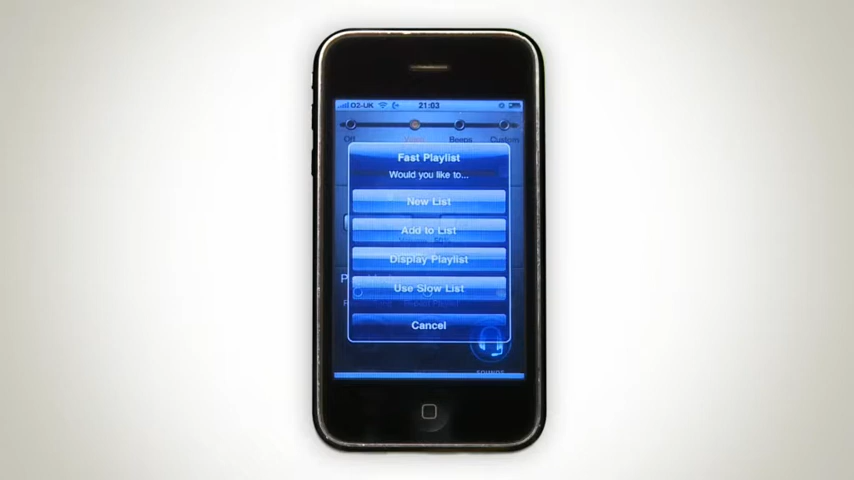 O2-UK 21:03
Off Beeps Custom
Fast Playlist
Would you like to...
New List
Add to List
Display Playlist
Use Slow List
Cancel
SOUNDS